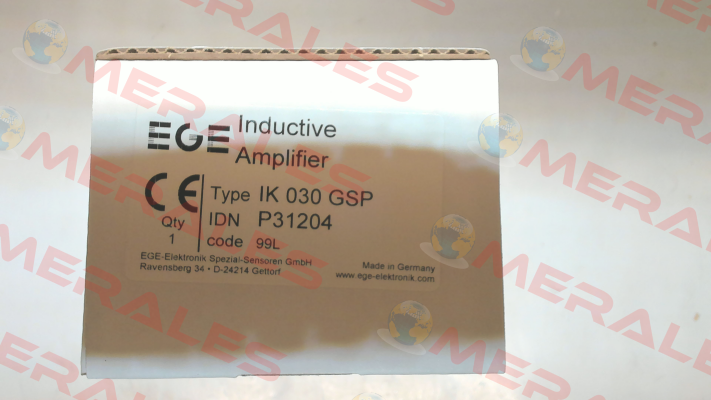 EGE Inductive
Amplifier
CE Type IK 030 GSP
Qty IDN P31204
1 code 99L
EGE-Elektronik Spezial-Sensoren GmbH
Ravensberg 34 • D-24214 Gettorf
Made in Germany
www.ege-elektronik.com
MERALES
MERALES
MERALES
MERALES
MERALES
MERALES